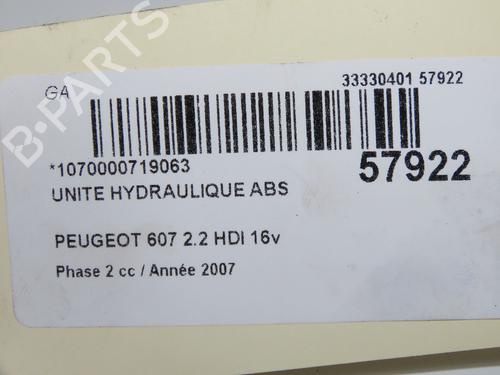 B-PARTS
GA
33330401 57922
*1070000719063
57922
UNITE HYDRAULIQUE ABS
PEUGEOT 607 2.2 HDI 16v
Phase 2 cc / Année 2007